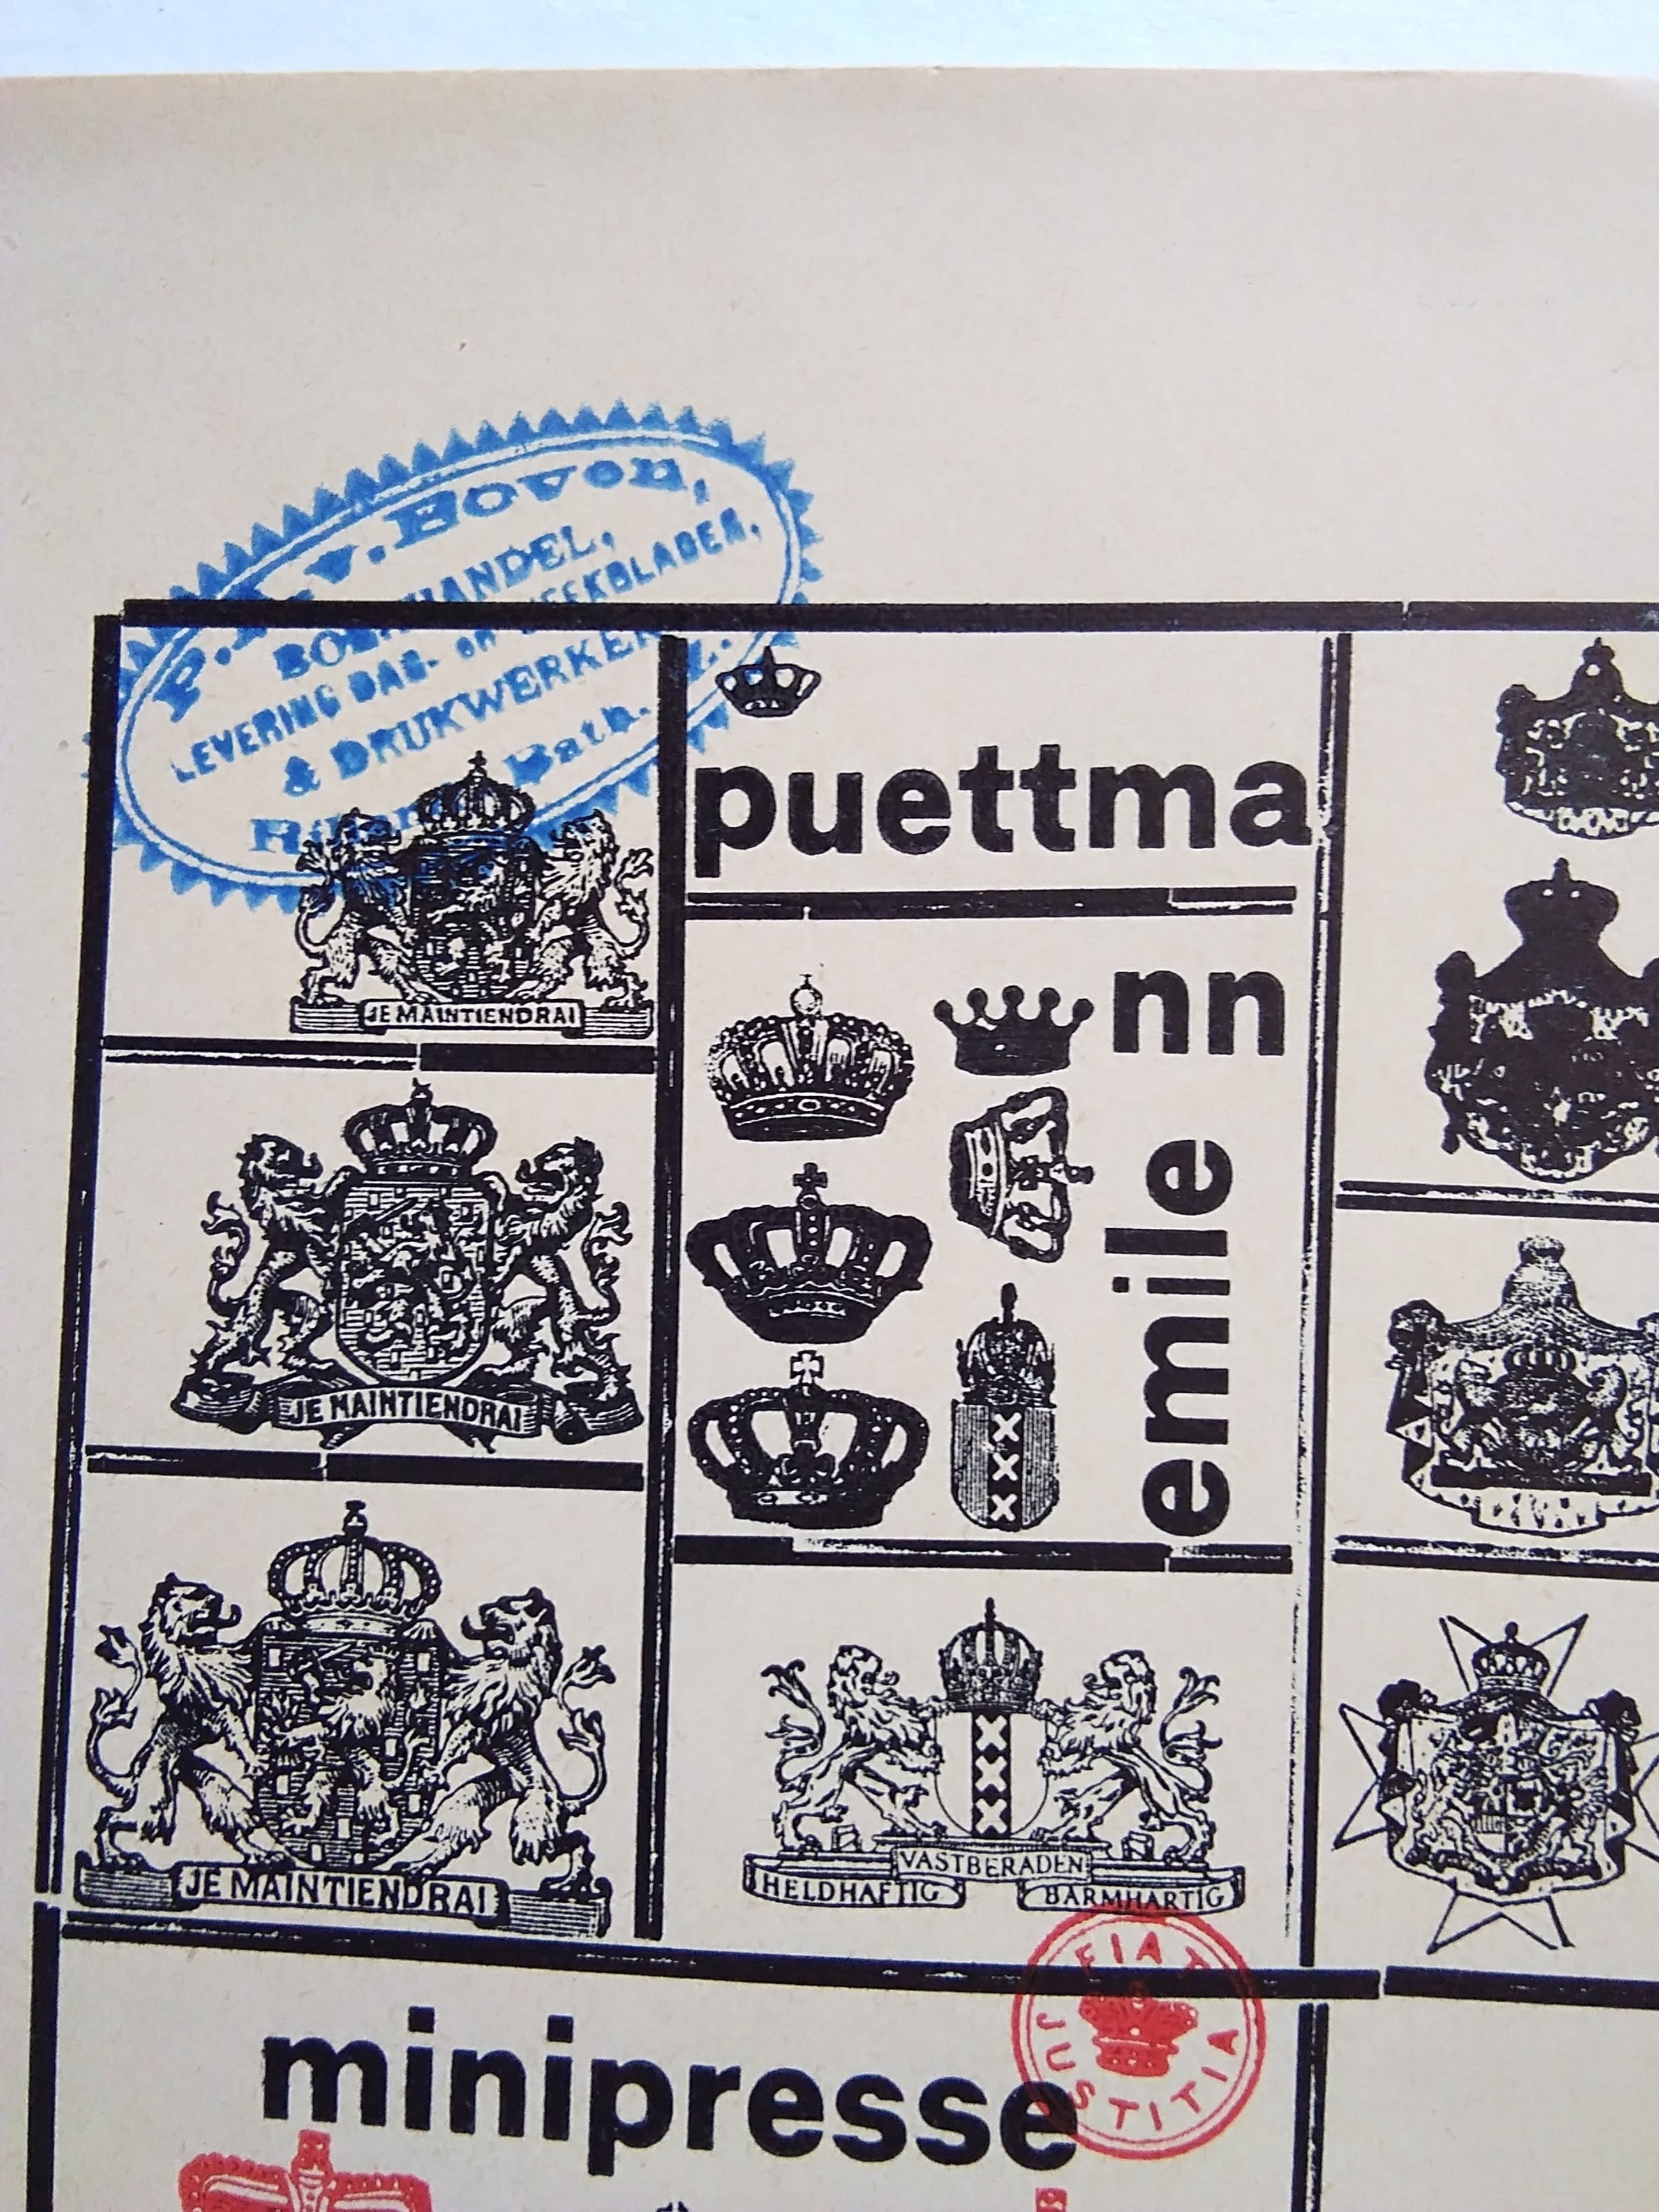 v. Hoven,
BOEKHANDEL,
LEVERING DAG- en WEEKBLADEN,
& DRUKWERKEN
Bath.
JE MAINTIENDRAI
JE MAINTIENDRAI
JE MAINTIENDRAI
puettma
nn
emile
VASTBERADEN
HELDHAFTIG
BARMHARTIG
FIAT
JUSTITIA
minipresse